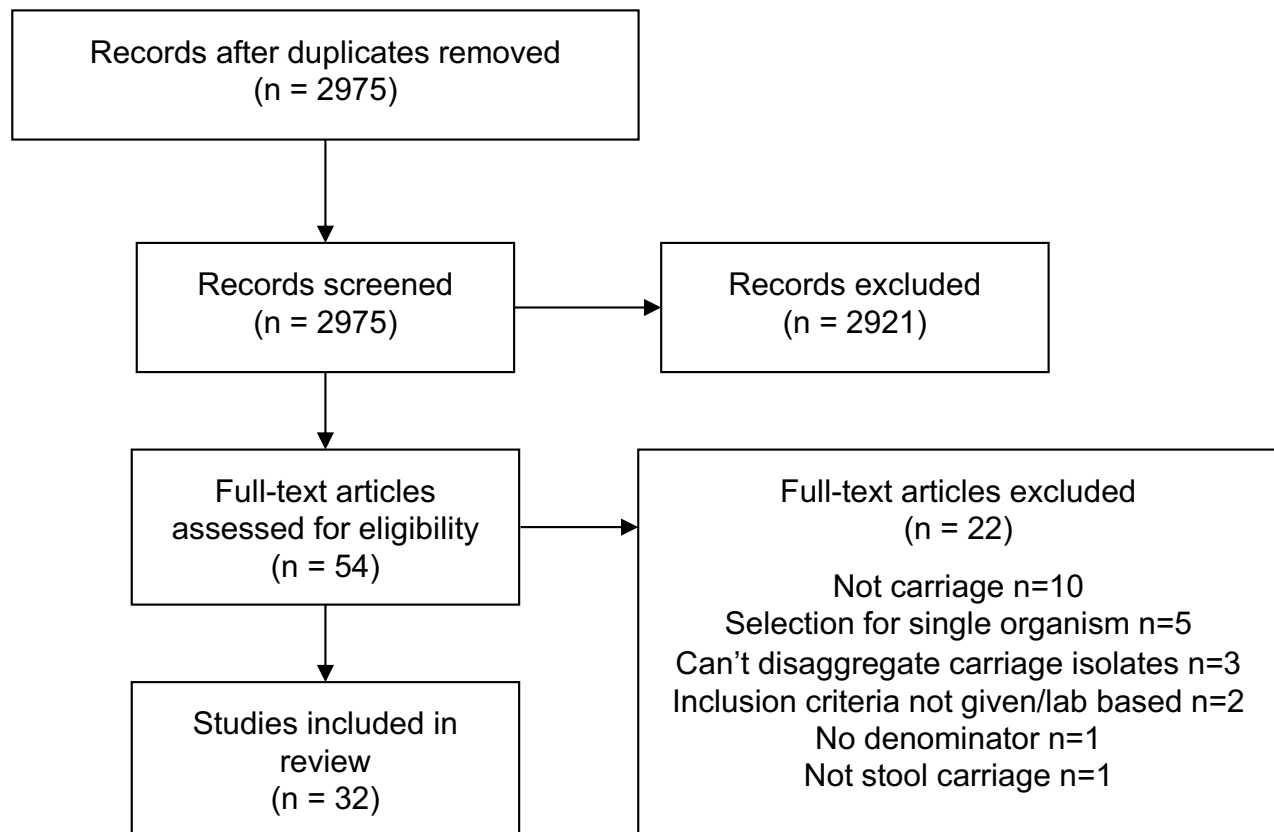 Records after duplicates removed
(n = 2975)
Records screened
(n = 2975)
Records excluded
(n = 2921)
Full-text articles
assessed for eligibility
(n = 54)
Full-text articles excluded
(n = 22)
Not carriage n=10
Selection for single organism n=5
Can’t disaggregate carriage isolates n=3
Inclusion criteria not given/lab based n=2
No denominator n=1
Not stool carriage n=1
Studies included in
review
(n = 32)